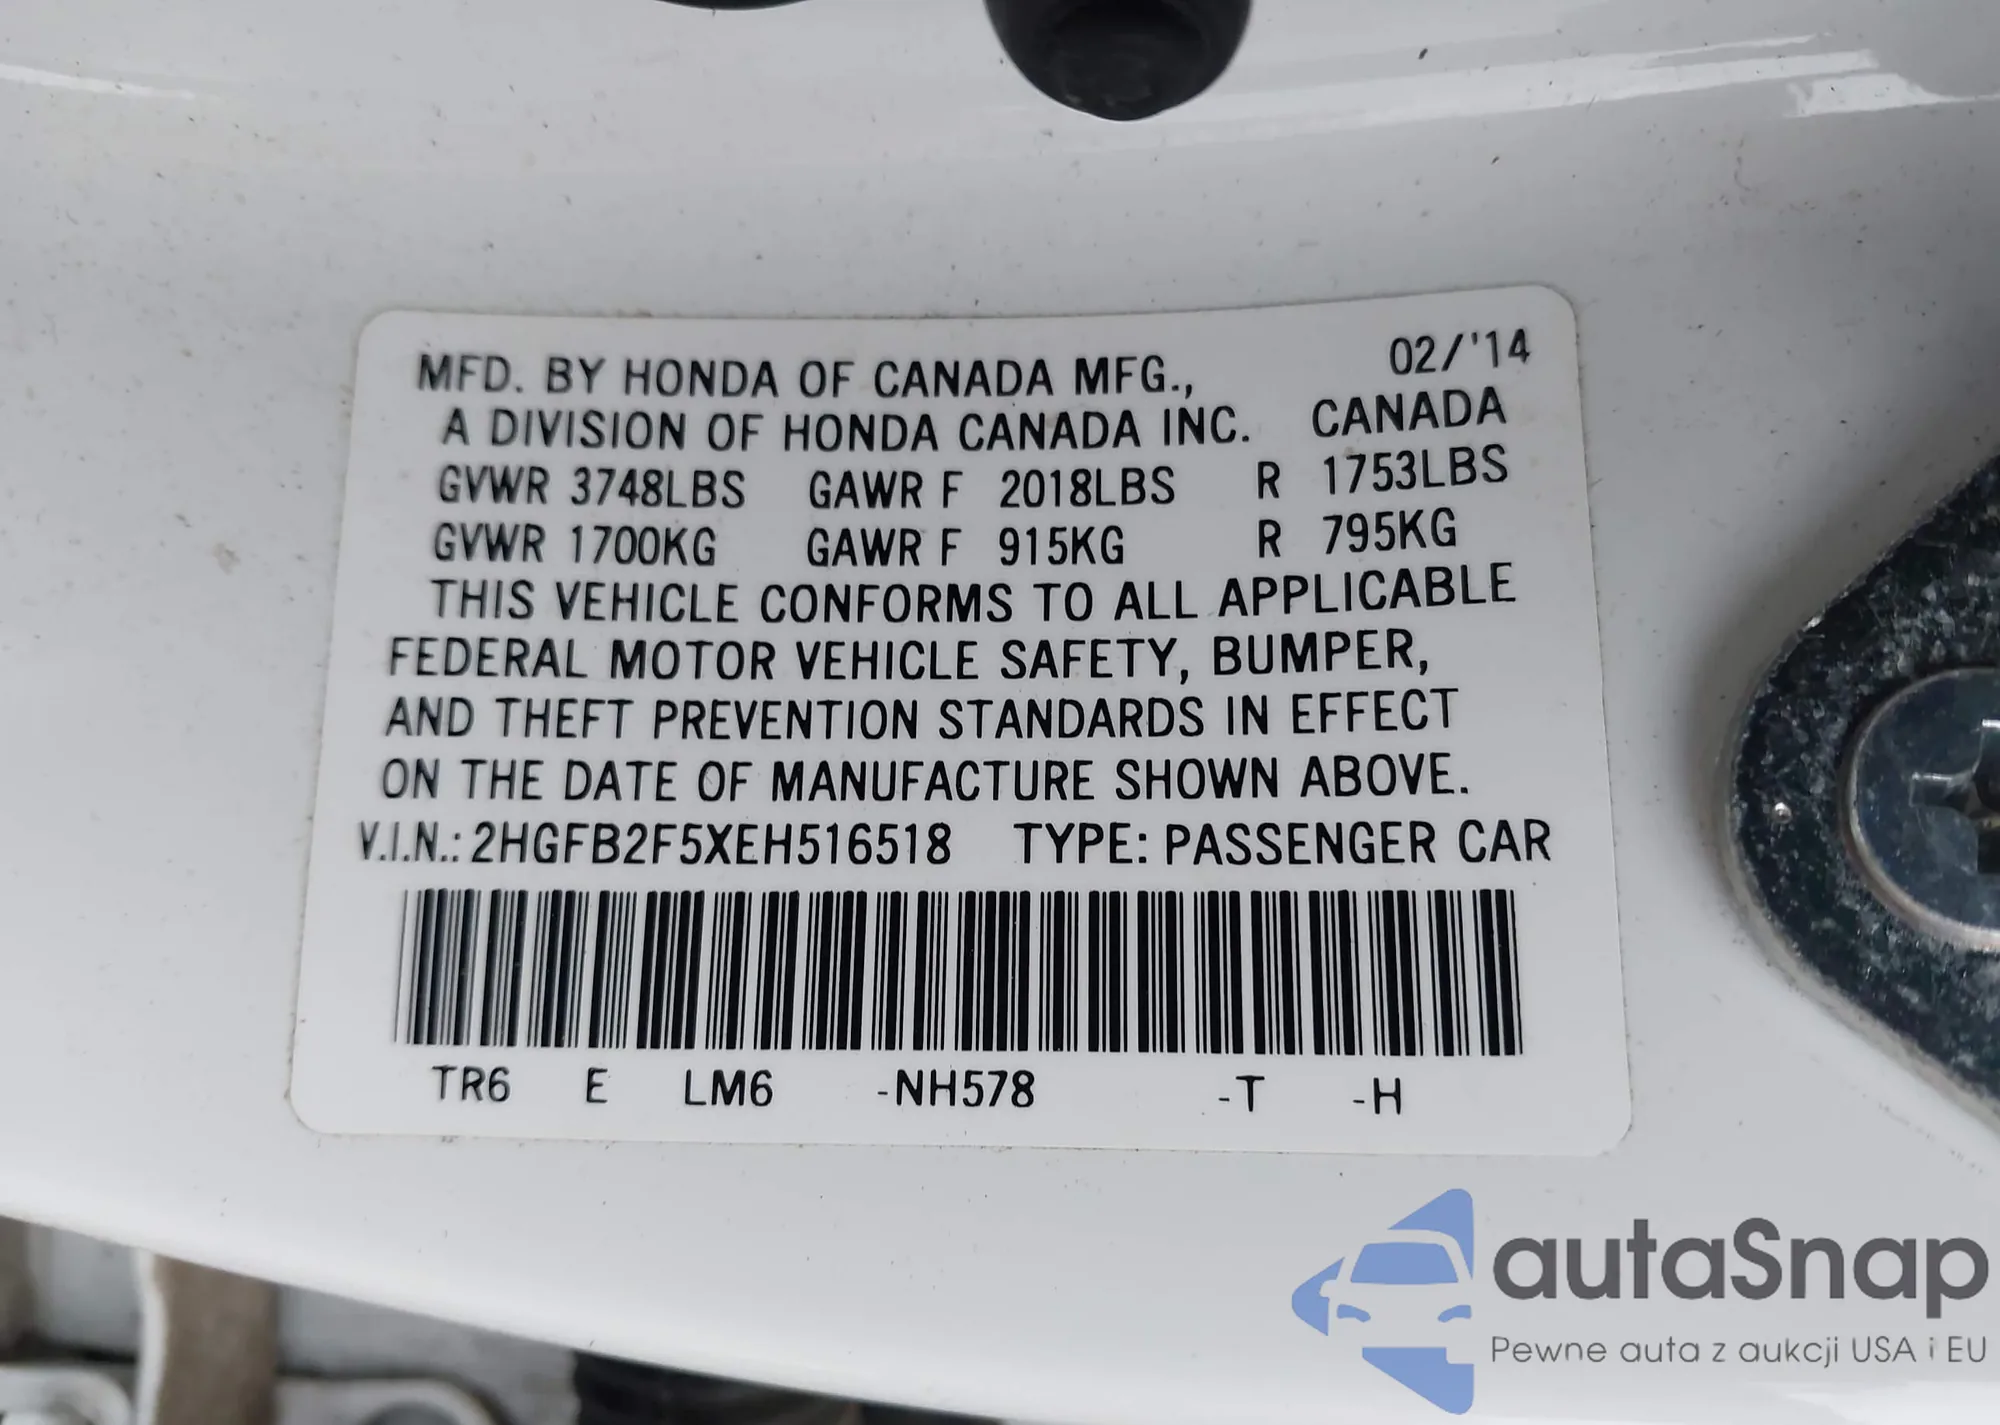 MFD. BY HONDA OF CANADA MFG., 02/'14
A DIVISION OF HONDA CANADA INC. CANADA
GVWR 3748LBS GAWR F 2018LBS R 1753LBS
GVWR 1700KG GAWR F 915KG R 795KG
THIS VEHICLE CONFORMS TO ALL APPLICABLE
FEDERAL MOTOR VEHICLE SAFETY, BUMPER,
AND THEFT PREVENTION STANDARDS IN EFFECT
ON THE DATE OF MANUFACTURE SHOWN ABOVE.
V.I.N.: 2HGFB2F5XEH516518 TYPE: PASSENGER CAR
TR6 E LM6 -NH578 -T -H
autaSnap
Pewne auta z aukcji USA i EU